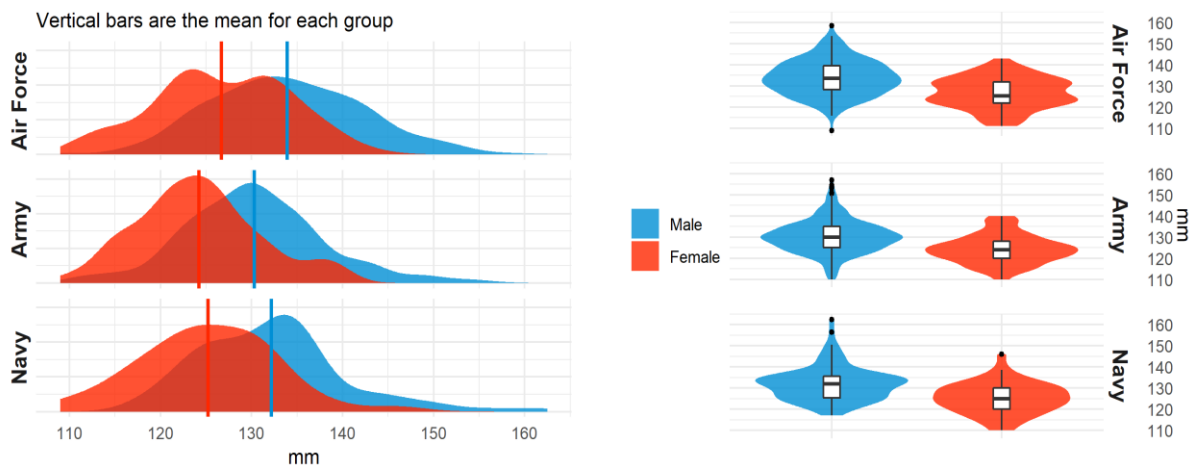 Vertical bars are the mean for each group
Air Force
Army
Navy
110 120 130 140 150 160
mm
Male
Female
Air Force
160
150
140
130
120
110
Army
160
150
140
130
120
110
mm
Navy
160
150
140
130
120
110